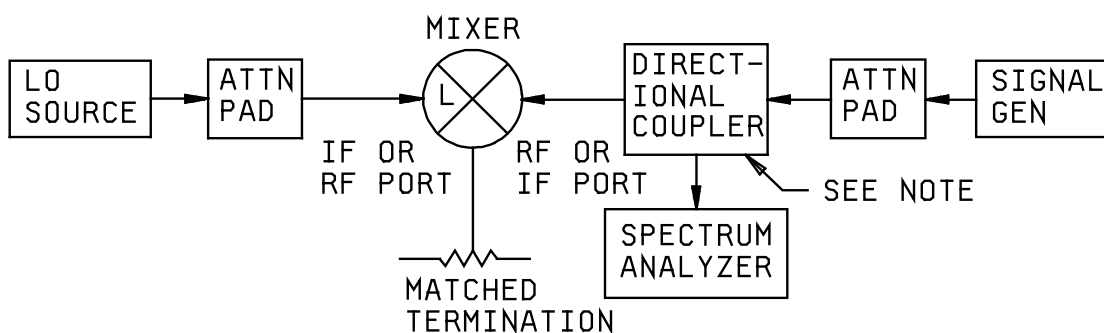 MIXER
LO
SOURCE
ATTN
PAD
L
DIRECT-
IONAL
COUPLER
ATTN
PAD
SIGNAL
GEN
IF OR
RF PORT
RF OR
IF PORT
SEE NOTE
SPECTRUM
ANALYZER
MATCHED
TERMINATION